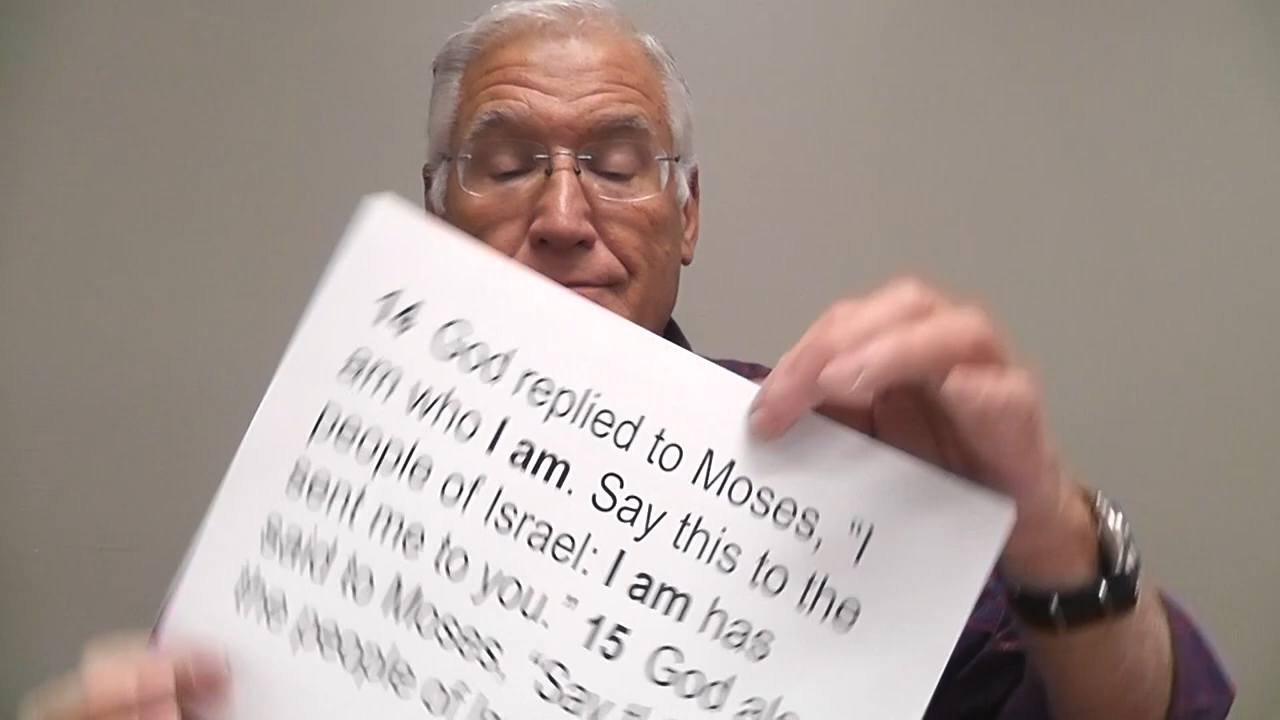 14 God replied to Moses, "I
am who I am. Say this to the
people of Israel: I am has
sent me to you." 15 God
said to Moses, "Say
the people of